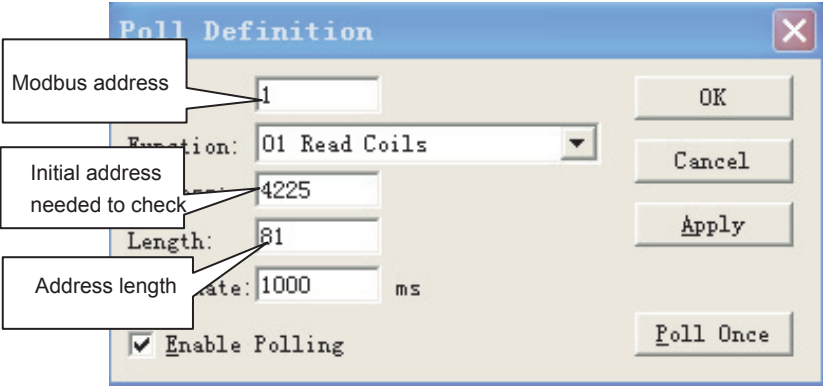 Poll Definition
Modbus address
1
OK
Function:
01 Read Coils
Cancel
Initial address
needed to check
4225
Apply
Length:
81
Address length
1000
ms
Enable Polling
Poll Once